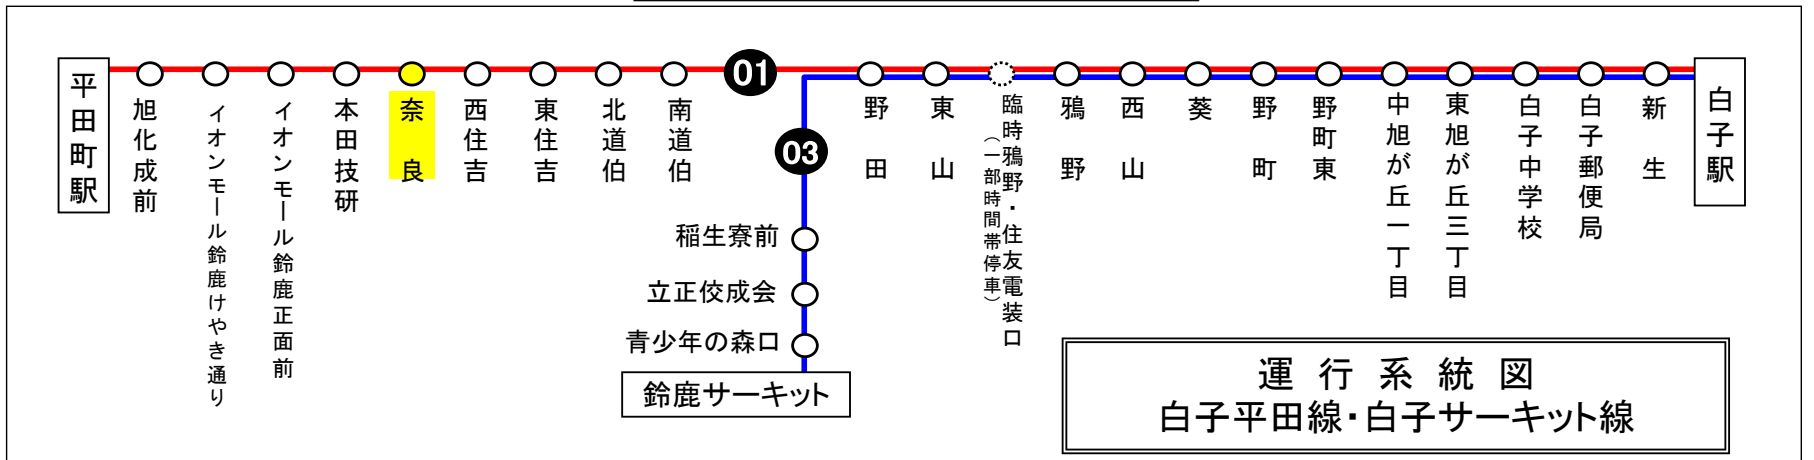 平田町駅
旭化成前
イオンモール鈴鹿けやき通り
イオンモール鈴鹿正面前
本田技研
奈良
西住吉
東住吉
北道伯
南道伯
01
03
野田
東山
臨時鴉野・住友電装口
（一部時間帯停車）
鴉野
西山
葵
野町
野町東
中旭が丘一丁目
東旭が丘三丁目
白子中学校
白子郵便局
新生
白子駅
稲生寮前
立正佼成会
青少年の森口
鈴鹿サーキット
運行系統図
白子平田線・白子サーキット線